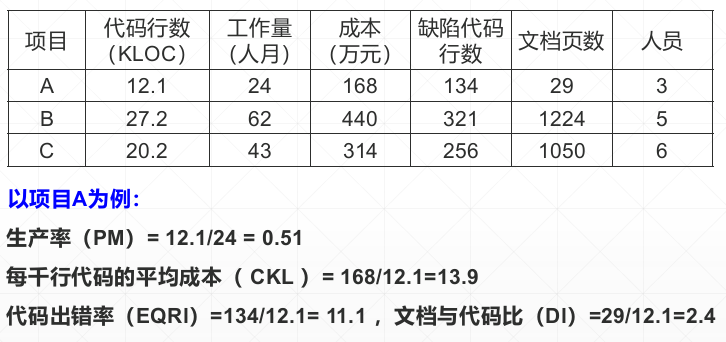 项目 代码行数（KLOC） 工作量（人月） 成本（万元） 缺陷代码行数 文档页数 人员
A 12.1 24 168 134 29 3
B 27.2 62 440 321 1224 5
C 20.2 43 314 256 1050 6
以项目A为例：
生产率（PM）= 12.1/24 = 0.51
每千行代码的平均成本（ CKL ）= 168/12.1=13.9
代码出错率（EQRI）=134/12.1= 11.1 ，文档与代码比（DI）=29/12.1=2.4